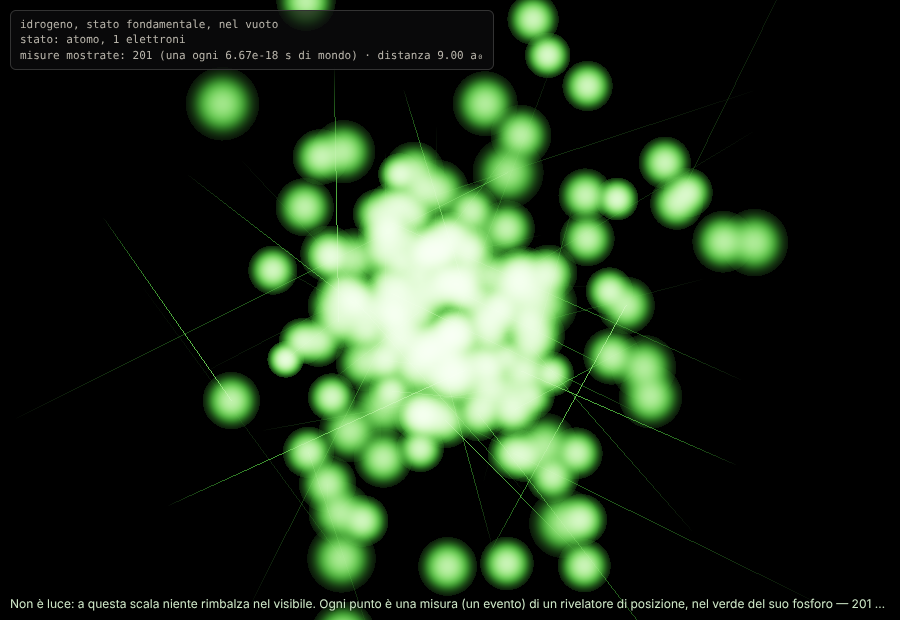 idrogeno, stato fondamentale, nel vuoto
stato: atomo, 1 elettroni
misure mostrate: 201 (una ogni 6.67e-18 s di mondo) · distanza 9.00 a₀
Non è luce: a questa scala niente rimbalza nel visibile. Ogni punto è una misura (un evento) di un rivelatore di posizione, nel verde del suo fosforo — 201 …